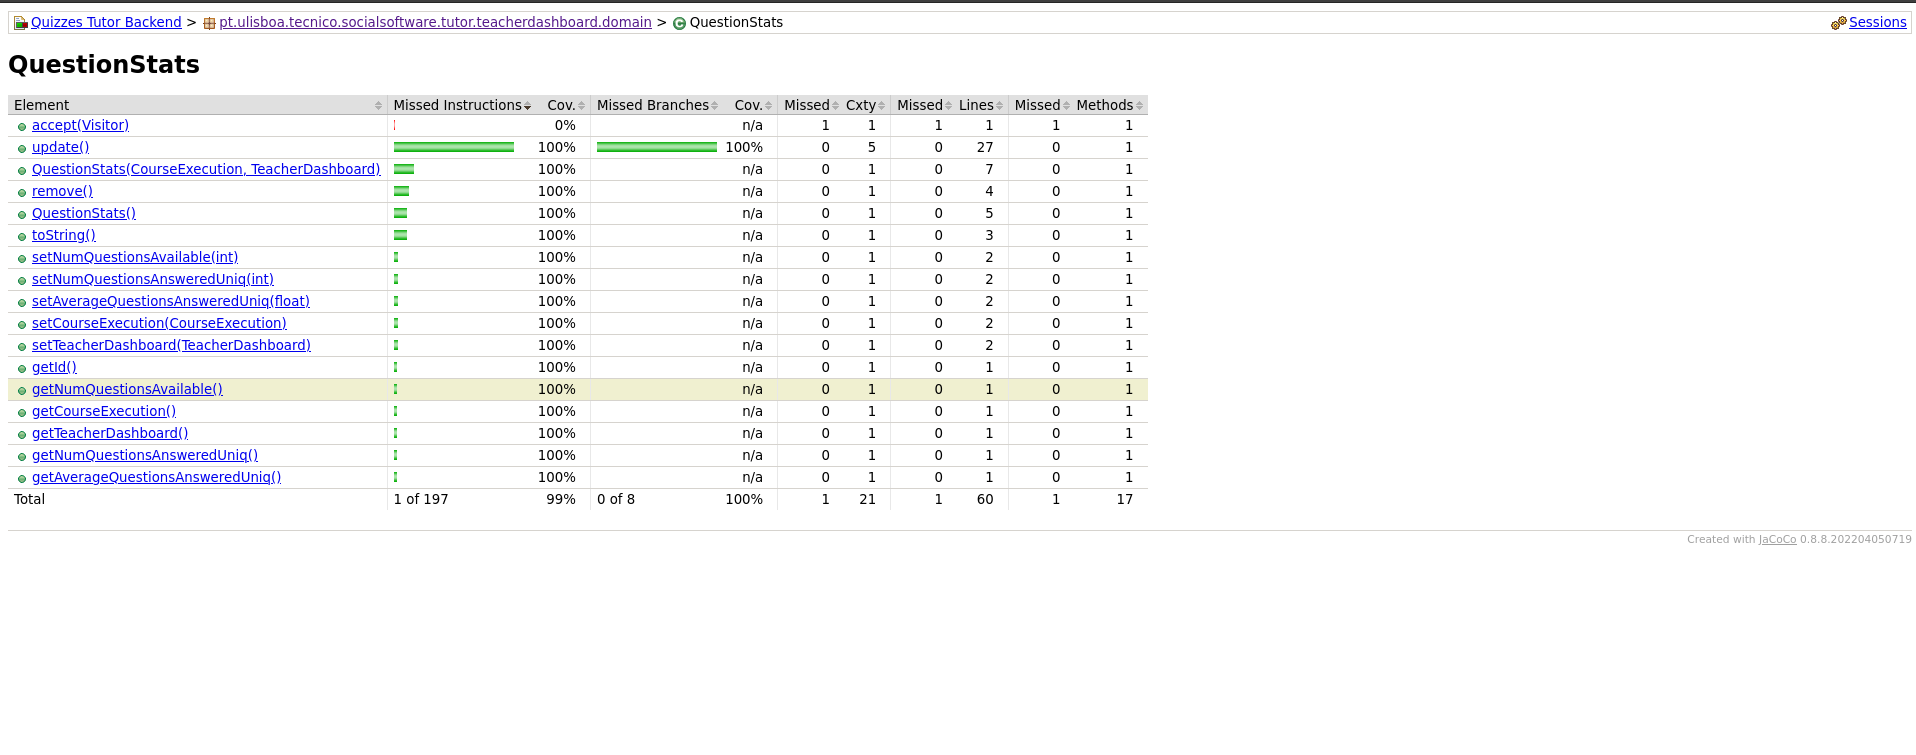 Quizzes Tutor Backend > pt.ulisboa.tecnico.socialsoftware.tutor.teacherdashboard.domain > QuestionStats Sessions
QuestionStats
Element Missed Instructions Cov. Missed Branches Cov. Missed Cxty Missed Lines Missed Methods
accept(Visitor) 0% n/a 1 1 1 1 1 1
update() 100% 100% 0 5 0 27 0 1
QuestionStats(CourseExecution, TeacherDashboard) 100% n/a 0 1 0 7 0 1
remove() 100% n/a 0 1 0 4 0 1
QuestionStats() 100% n/a 0 1 0 5 0 1
toString() 100% n/a 0 1 0 3 0 1
setNumQuestionsAvailable(int) 100% n/a 0 1 0 2 0 1
setNumQuestionsAnsweredUniq(int) 100% n/a 0 1 0 2 0 1
setAverageQuestionsAnsweredUniq(float) 100% n/a 0 1 0 2 0 1
setCourseExecution(CourseExecution) 100% n/a 0 1 0 2 0 1
setTeacherDashboard(TeacherDashboard) 100% n/a 0 1 0 2 0 1
getId() 100% n/a 0 1 0 1 0 1
getNumQuestionsAvailable() 100% n/a 0 1 0 1 0 1
getCourseExecution() 100% n/a 0 1 0 1 0 1
getTeacherDashboard() 100% n/a 0 1 0 1 0 1
getNumQuestionsAnsweredUniq() 100% n/a 0 1 0 1 0 1
getAverageQuestionsAnsweredUniq() 100% n/a 0 1 0 1 0 1
Total 1 of 197 99% 0 of 8 100% 1 21 1 60 1 17
Created with JaCoCo 0.8.8.202204050719